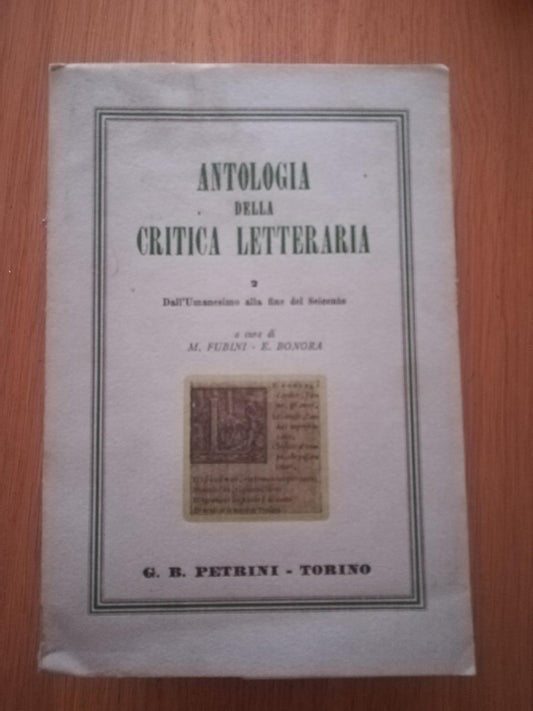 ANTOLOGIA
DELLA
CRITICA LETTERARIA
2
Dall'Umanesimo alla fine del Seicento
a cura di
M. FUBINI - E. BONORA
G. B. PETRINI - TORINO